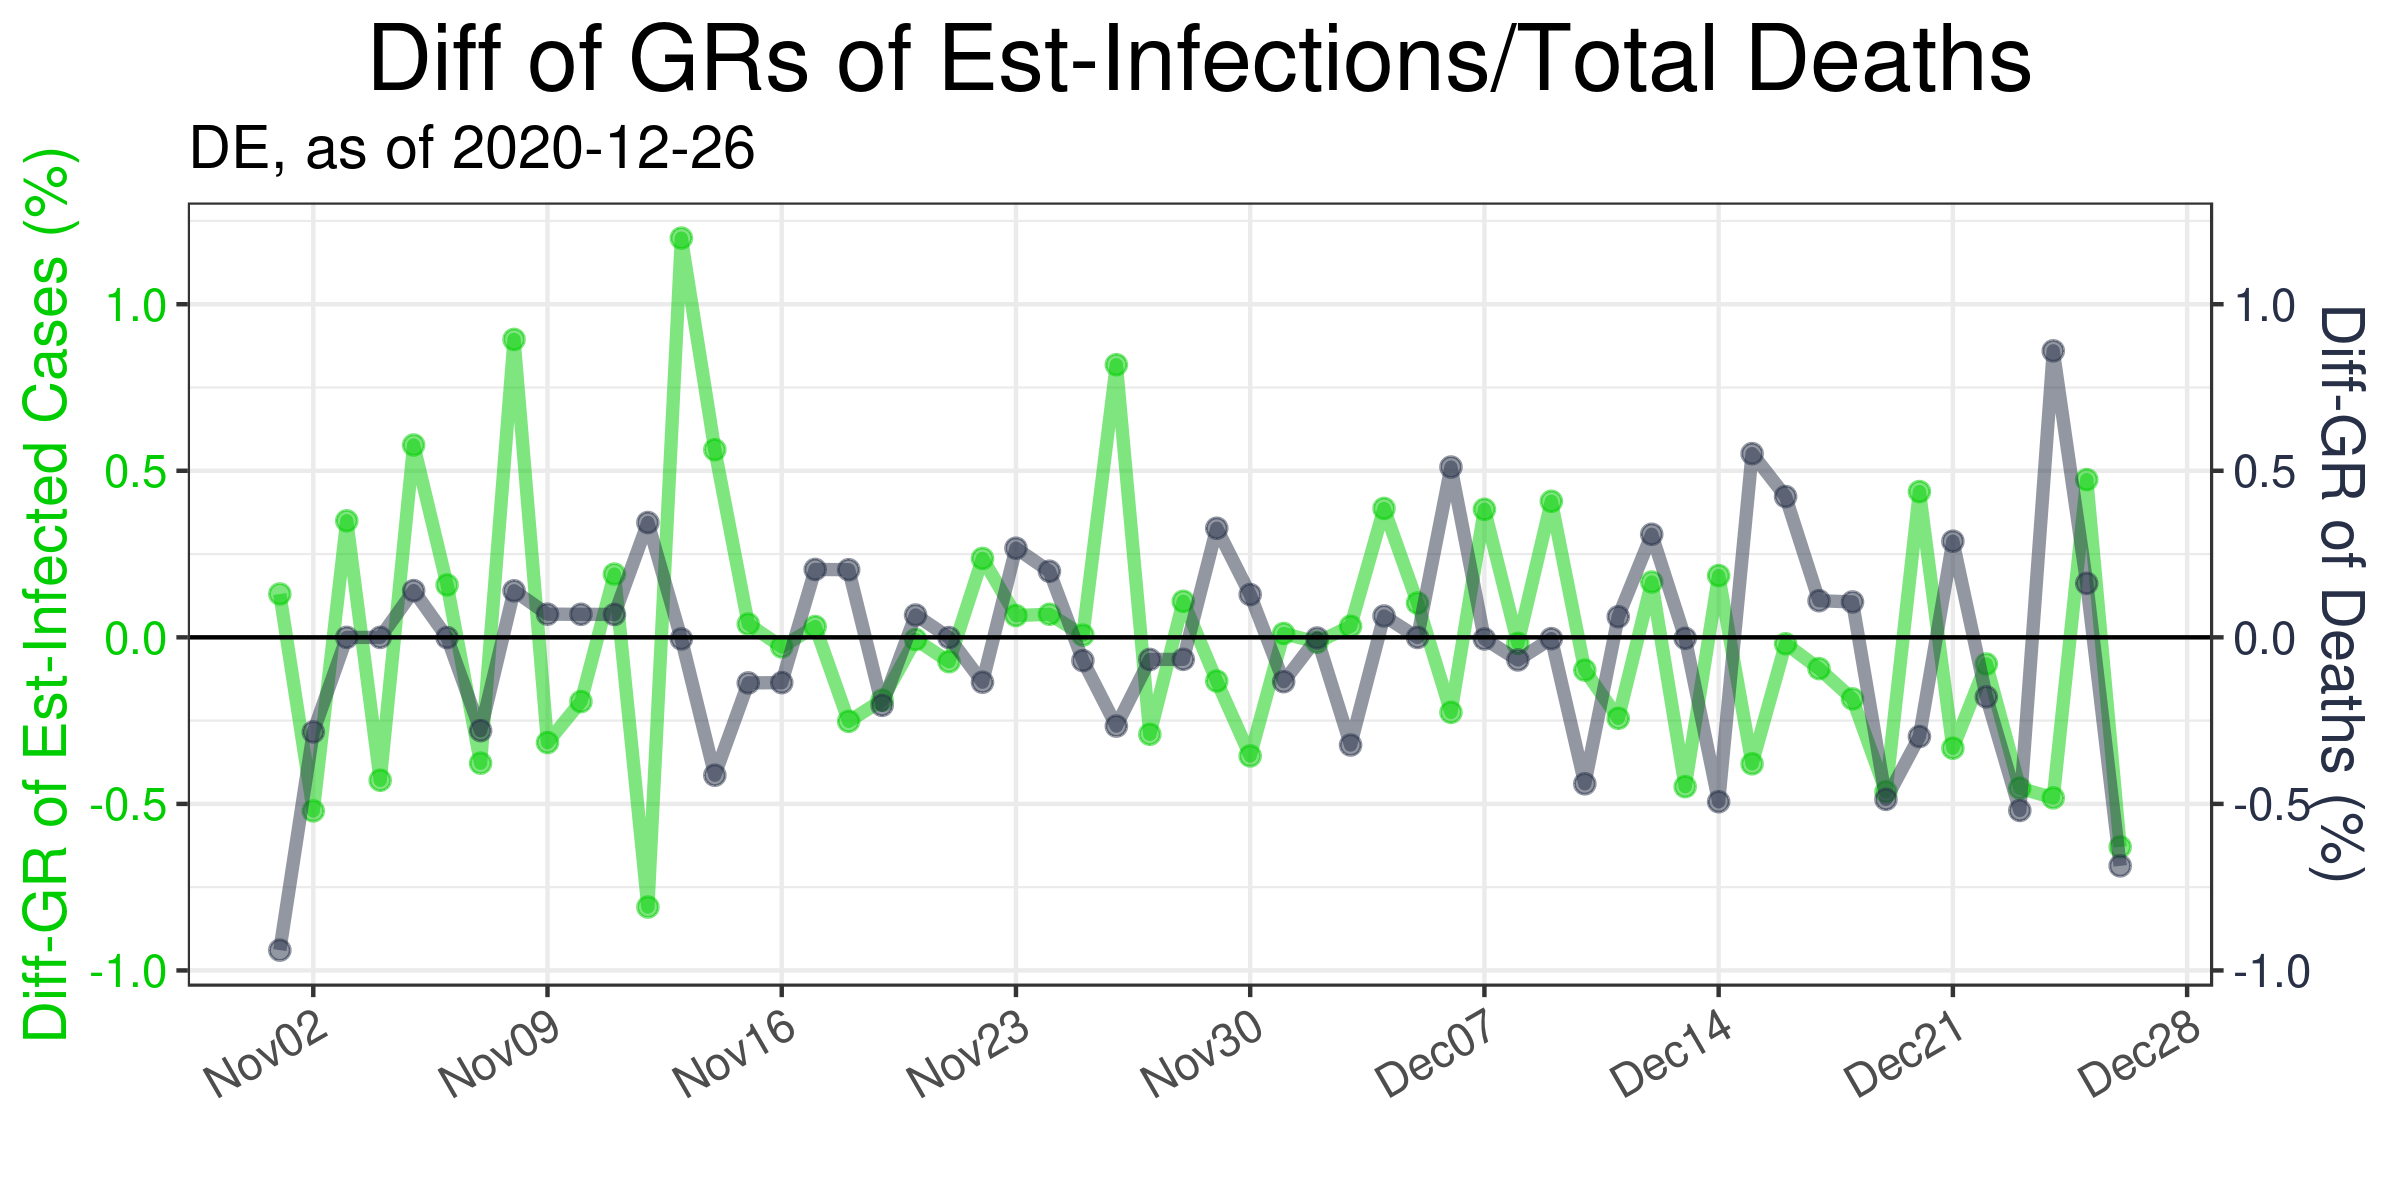 Diff of GRs of Est-Infections/Total Deaths
DE, as of 2020-12-26
Diff-GR of Est-Infected Cases (%)
1.0
0.5
0.0
-0.5
-1.0
1.0
0.5
0.0
-0.5
-1.0
Diff-GR of Deaths (%)
Nov02
Nov09
Nov16
Nov23
Nov30
Dec07
Dec14
Dec21
Dec28